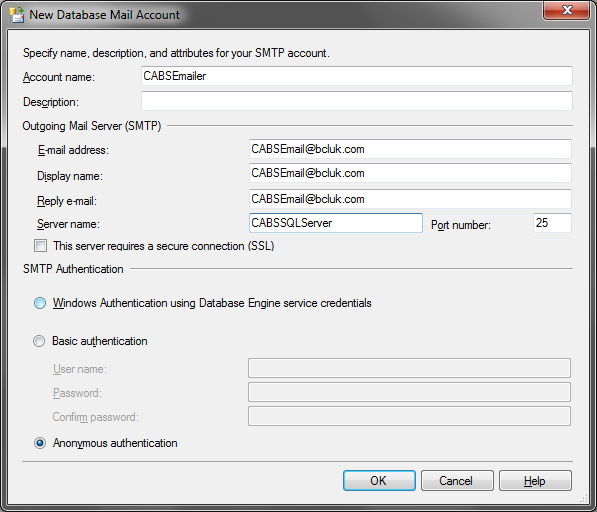 New Database Mail Account
Specify name, description, and attributes for your SMTP account.
Account name: CABSEmailer
Description:
Outgoing Mail Server (SMTP)
E-mail address: CABSEmail@bcluk.com
Display name: CABSEmail@bcluk.com
Reply e-mail: CABSEmail@bcluk.com
Server name: CABSSQLServer Port number: 25
This server requires a secure connection (SSL)
SMTP Authentication
Windows Authentication using Database Engine service credentials
Basic authentication
User name:
Password:
Confirm password:
Anonymous authentication
OK Cancel Help